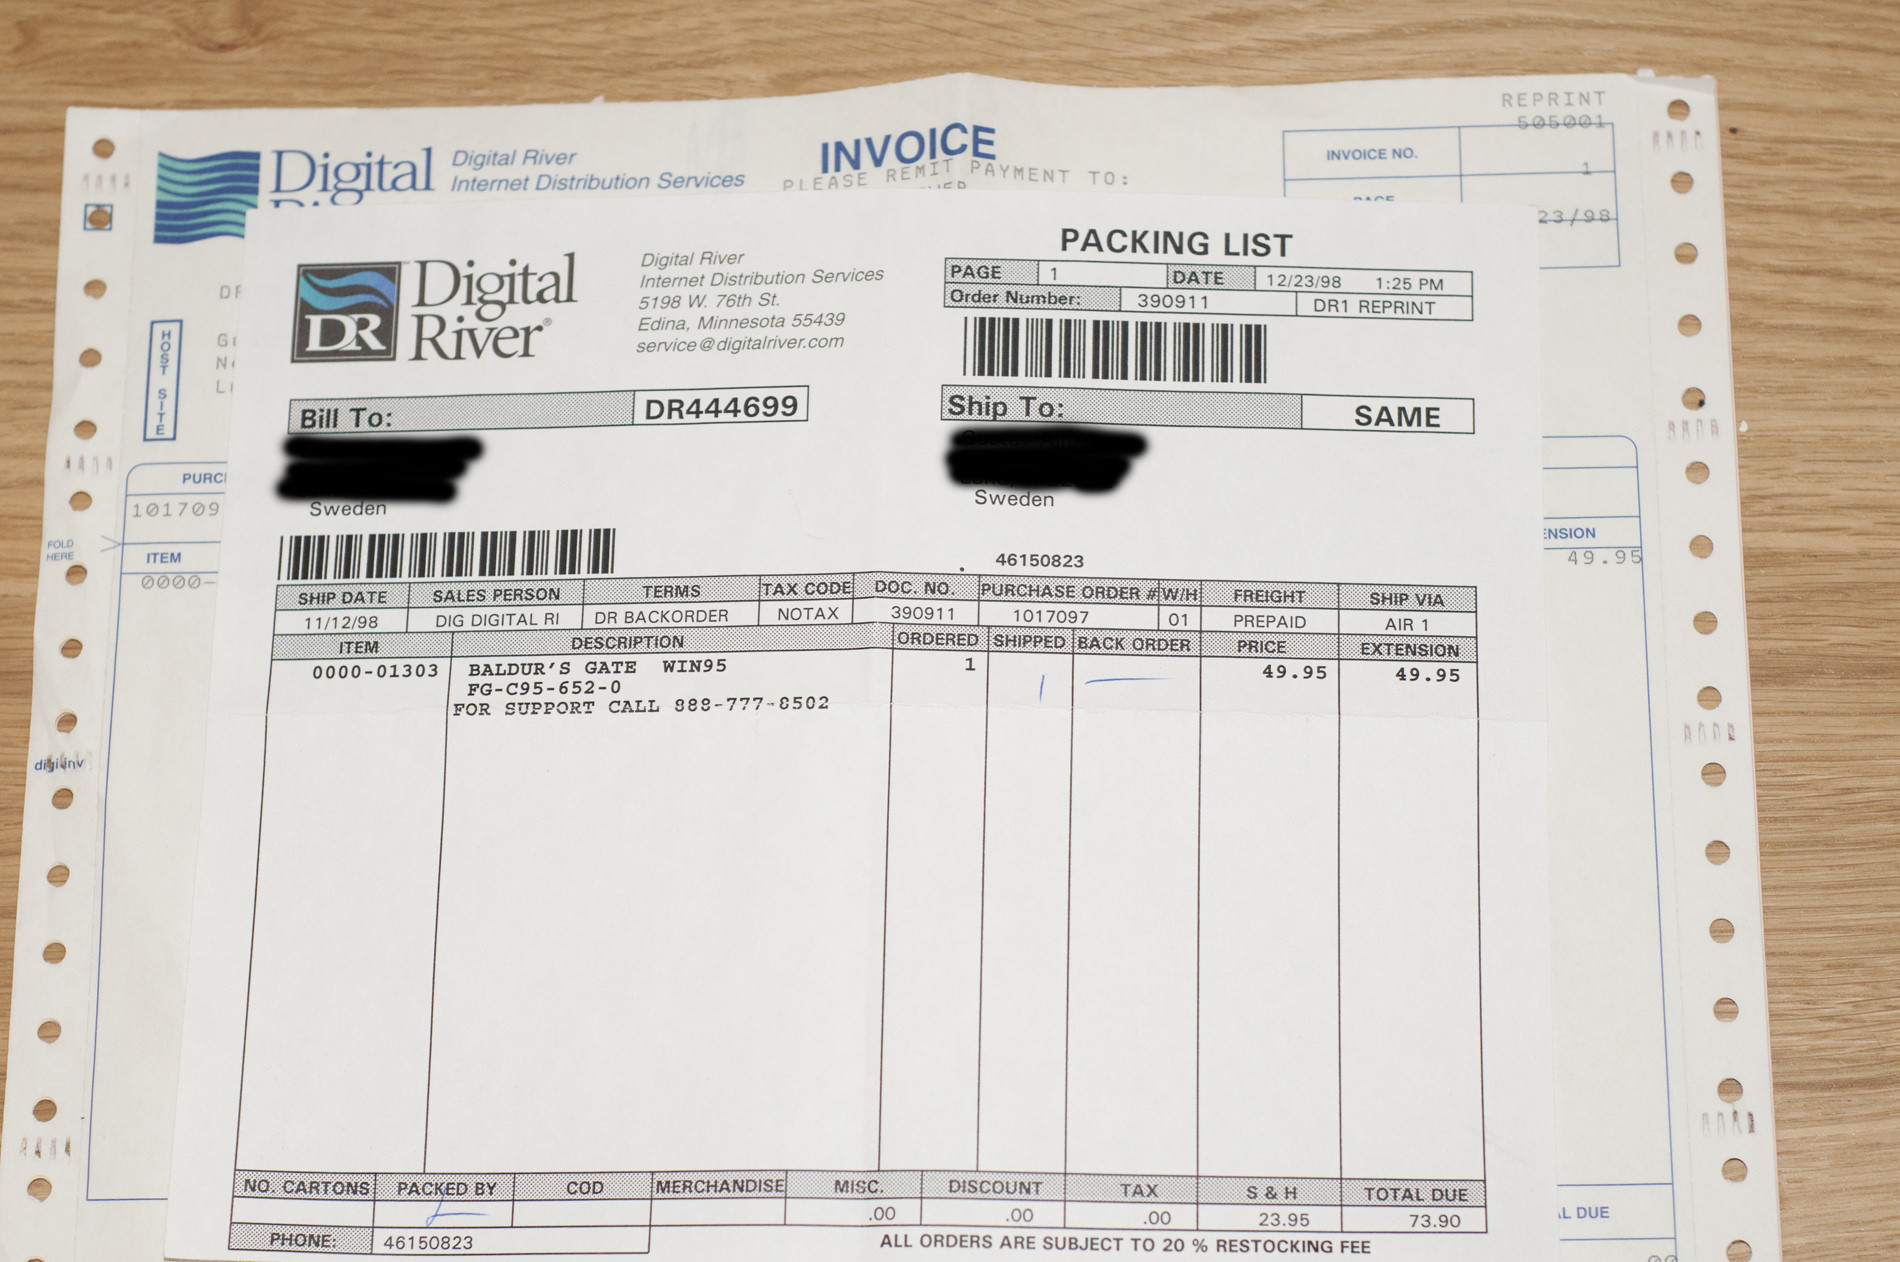 REPRINT
505001
INVOICE
Digital
Digital River
Internet Distribution Services
PLEASE REMIT PAYMENT TO:
INVOICE NO.
1
23/98
HOST SITE
PURC
101709
FOLD
HERE
ITEM
0000-
digi-inv
ENSION
49.95
L DUE
PACKING LIST
DR
Digital
River®
Digital River
Internet Distribution Services
5198 W. 76th St.
Edina, Minnesota 55439
service@digitalriver.com
PAGE 1 DATE 12/23/98 1:25 PM
Order Number: 390911 DR1 REPRINT
Bill To: DR444699
Sweden
Ship To: SAME
Sweden
46150823
SHIP DATE SALES PERSON TERMS TAX CODE DOC. NO. PURCHASE ORDER # W/H FREIGHT SHIP VIA
11/12/98 DIG DIGITAL RI DR BACKORDER NOTAX 390911 1017097 01 PREPAID AIR 1
ITEM DESCRIPTION ORDERED SHIPPED BACK ORDER PRICE EXTENSION
0000-01303 BALDUR'S GATE WIN95 1 49.95 49.95
FG-C95-652-0
FOR SUPPORT CALL 888-777-8502
NO. CARTONS PACKED BY COD MERCHANDISE MISC. DISCOUNT TAX S & H TOTAL DUE
.00 .00 .00 23.95 73.90
PHONE: 46150823
ALL ORDERS ARE SUBJECT TO 20 % RESTOCKING FEE